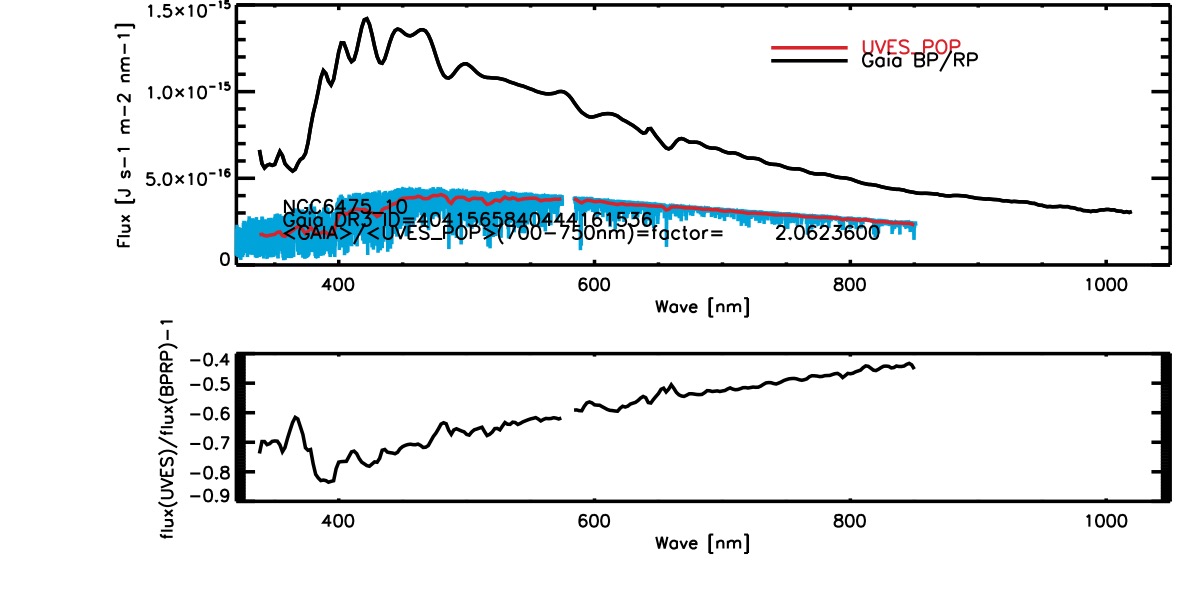 1.5×10−15
1.0×10−15
5.0×10−16
0
Flux [J s−1 m−2 nm−1]
UVES_POP
Gaia BP/RP
NGC6475_10
Gaia DR3 ID=4041565840444161536
<GAIA>/<UVES_POP>(700−750nm)=factor= 2.0623600
400 600 800 1000
Wave [nm]
flux(UVES)/flux(BPRP)−1
−0.4
−0.5
−0.6
−0.7
−0.8
−0.9
400 600 800 1000
Wave [nm]